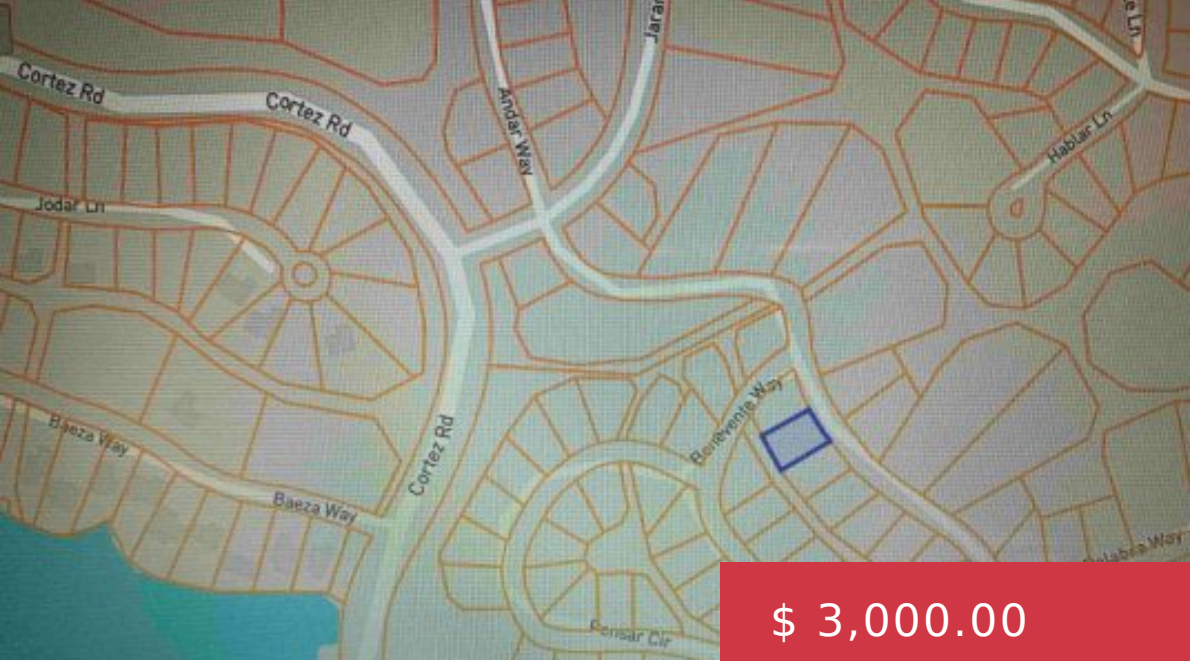 Cortez Rd
Cortez Rd
Andar Way
Hablar Ln
Jodar Ln
Cortez Rd
Benevente Way
Baeza Way
Baeza Way
Pensar Cir
$ 3,000.00